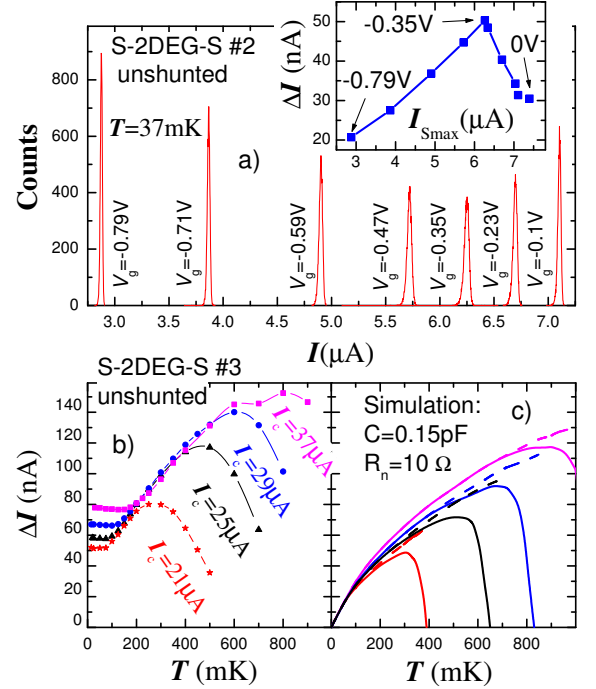 S-2DEG-S #2
unshunted
T=37mK
a)
Counts
0
200
400
600
800
V_g=-0.79V
V_g=-0.71V
V_g=-0.59V
V_g=-0.47V
V_g=-0.35V
V_g=-0.23V
V_g=-0.1V
3.0 3.5 4.0 4.5 5.0 5.5 6.0 6.5 7.0
I(μA)
50
40
30
20
ΔI (nA)
-0.35V
0V
-0.79V
I_Smax(μA)
3 4 5 6 7
S-2DEG-S #3
unshunted
b)
140
120
100
80
60
40
20
0
ΔI (nA)
I_c=37μA
I_c=29μA
I_c=25μA
I_c=21μA
0 200 400 600 800
T (mK)
Simulation:
C=0.15pF
R_n=10 Ω
c)
0 200 400 600 800
T (mK)